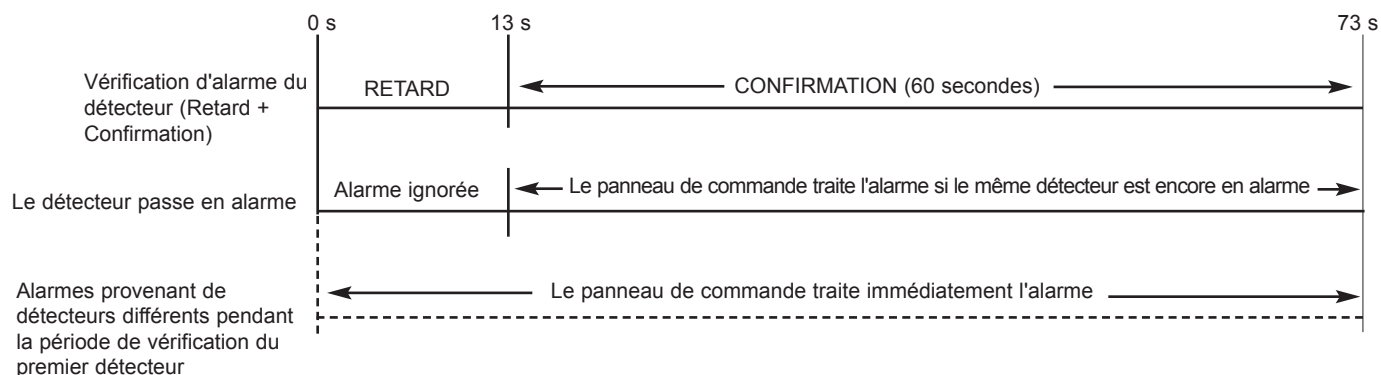 0 s
13 s
73 s
Vérification d'alarme du
détecteur (Retard +
Confirmation)
RETARD
CONFIRMATION (60 secondes)
Le détecteur passe en alarme
Alarme ignorée
Le panneau de commande traite l'alarme si le même détecteur est encore en alarme
Alarmes provenant de
détecteurs différents pendant
la période de vérification du
premier détecteur
Le panneau de commande traite immédiatement l'alarme